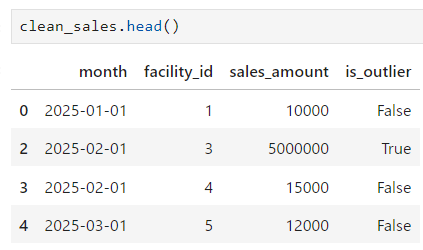 clean_sales.head()
month facility_id sales_amount is_outlier
0 2025-01-01 1 10000 False
2 2025-02-01 3 5000000 True
3 2025-02-01 4 15000 False
4 2025-03-01 5 12000 False